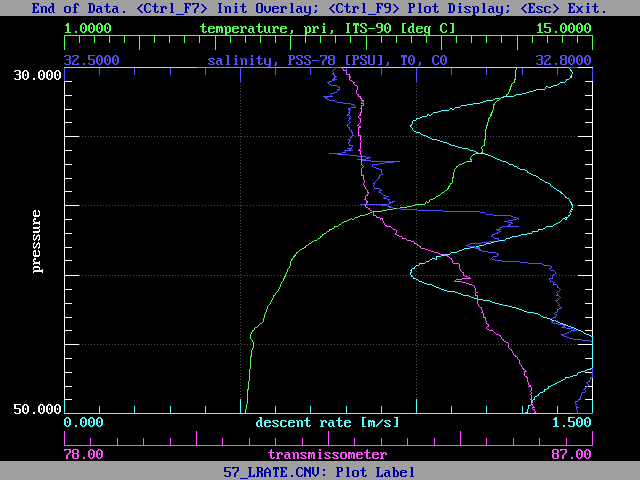 End of Data. <Ctrl_F7> Init Overlay; <Ctrl_F9> Plot Display; <Esc> Exit.
1.0000 temperature, pri, ITS-90 [deg C] 15.0000
32.5000 salinity, PSS-78 [PSU], T0, C0 32.8000
30.000
pressure
50.000
0.000 descent rate [m/s] 1.500
78.00 transmissometer 87.00
57_LRATE.CNV: Plot Label